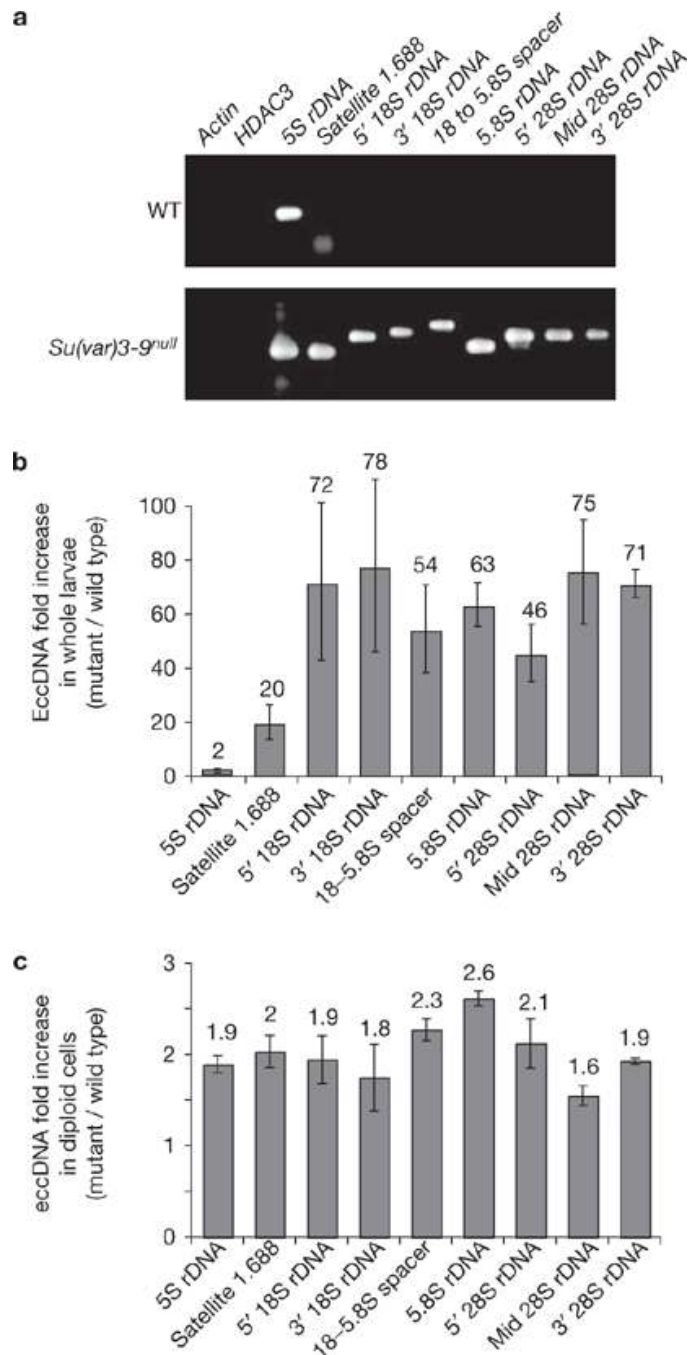 a
Actin
HDAC3
5S rDNA
Satellite 1.688
5′ 18S rDNA
3′ 18S rDNA
18 to 5.8S spacer
5.8S rDNA
5′ 28S rDNA
Mid 28S rDNA
3′ 28S rDNA
WT
Su(var)3-9null
b
EccDNA fold increase
in whole larvae
(mutant / wild type)
100
80
60
40
20
0
2
20
72
78
54
63
46
75
71
5S rDNA
Satellite 1.688
5′ 18S rDNA
3′ 18S rDNA
18–5.8S spacer
5.8S rDNA
5′ 28S rDNA
Mid 28S rDNA
3′ 28S rDNA
c
eccDNA fold increase
in diploid cells
(mutant / wild type)
3
2
1
0
1.9
2
1.9
1.8
2.3
2.6
2.1
1.6
1.9
5S rDNA
Satellite 1.688
5′ 18S rDNA
3′ 18S rDNA
18–5.8S spacer
5.8S rDNA
5′ 28S rDNA
Mid 28S rDNA
3′ 28S rDNA